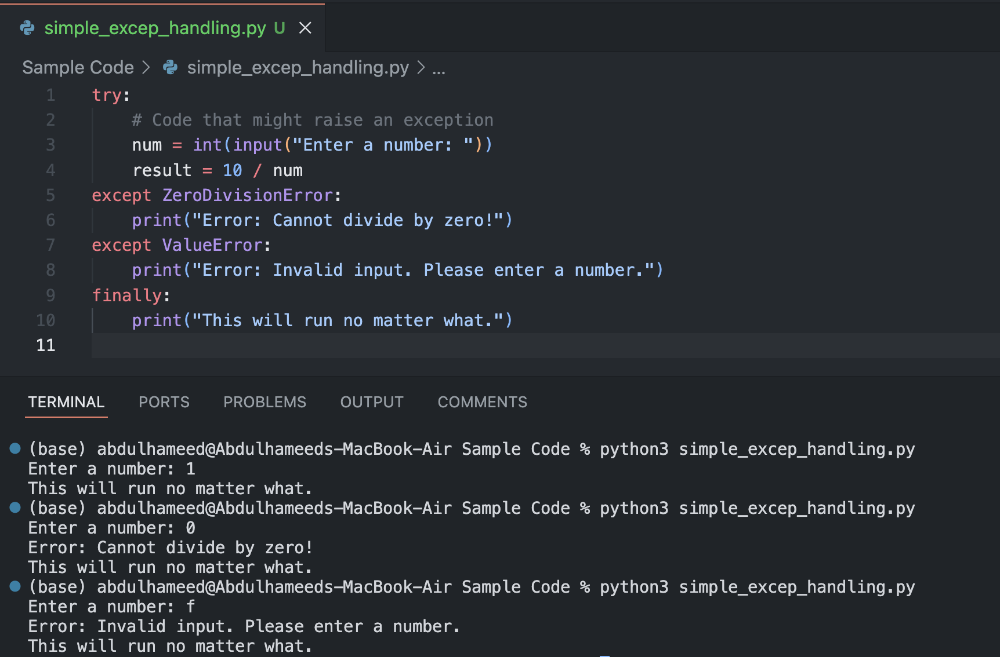 simple_excep_handling.py U
Sample Code > simple_excep_handling.py > ...
1 try:
2     # Code that might raise an exception
3     num = int(input("Enter a number: "))
4     result = 10 / num
5 except ZeroDivisionError:
6     print("Error: Cannot divide by zero!")
7 except ValueError:
8     print("Error: Invalid input. Please enter a number.")
9 finally:
10     print("This will run no matter what.")
11
TERMINAL PORTS PROBLEMS OUTPUT COMMENTS
(base) abdulhameed@Abdulhameeds-MacBook-Air Sample Code % python3 simple_excep_handling.py
Enter a number: 1
This will run no matter what.
(base) abdulhameed@Abdulhameeds-MacBook-Air Sample Code % python3 simple_excep_handling.py
Enter a number: 0
Error: Cannot divide by zero!
This will run no matter what.
(base) abdulhameed@Abdulhameeds-MacBook-Air Sample Code % python3 simple_excep_handling.py
Enter a number: f
Error: Invalid input. Please enter a number.
This will run no matter what.